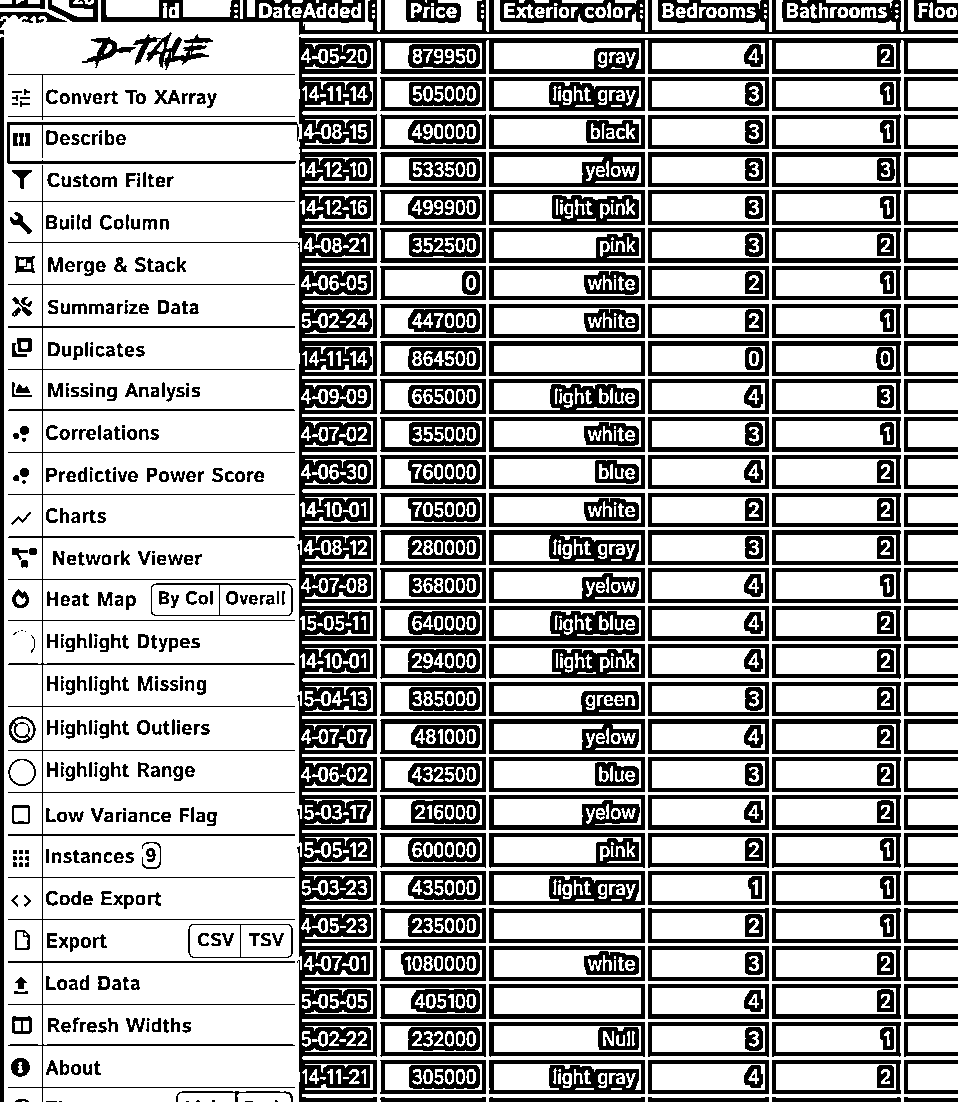 id DateAdded Price Exterior color Bedrooms Bathrooms Floo
D-TALE
4-05-20 879950 gray 4 2
Convert To XArray
14-11-14 505000 light gray 3 1
Describe
4-08-15 490000 black 3 1
Custom Filter
14-12-10 533500 yelow 3 3
Build Column
14-12-16 499900 light pink 3 1
Merge & Stack
4-08-21 352500 pink 3 2
4-06-05 0 white 2 1
Summarize Data
5-02-24 447000 white 2 1
Duplicates
14-11-14 864500 0 0
Missing Analysis
4-09-09 665000 light blue 4 3
Correlations
4-07-02 355000 white 3 1
Predictive Power Score
4-06-30 760000 blue 4 2
Charts
14-10-01 705000 white 2 2
Network Viewer
14-08-12 280000 light gray 3 2
Heat Map By Col Overall
4-07-08 368000 yelow 4 1
Highlight Dtypes
15-05-11 640000 light blue 4 2
14-10-01 294000 light pink 4 2
Highlight Missing
15-04-13 385000 green 3 2
Highlight Outliers
4-07-07 481000 yelow 4 2
Highlight Range
4-06-02 432500 blue 3 2
Low Variance Flag
15-03-17 216000 yelow 4 2
Instances 9
15-05-12 600000 pink 2 1
Code Export
5-03-23 435000 light gray 1 1
4-05-23 235000 2 1
Export CSV TSV
14-07-01 1080000 white 3 2
Load Data
5-05-05 405100 4 2
Refresh Widths
5-02-22 232000 Null 3 1
About
14-11-21 305000 light gray 4 2